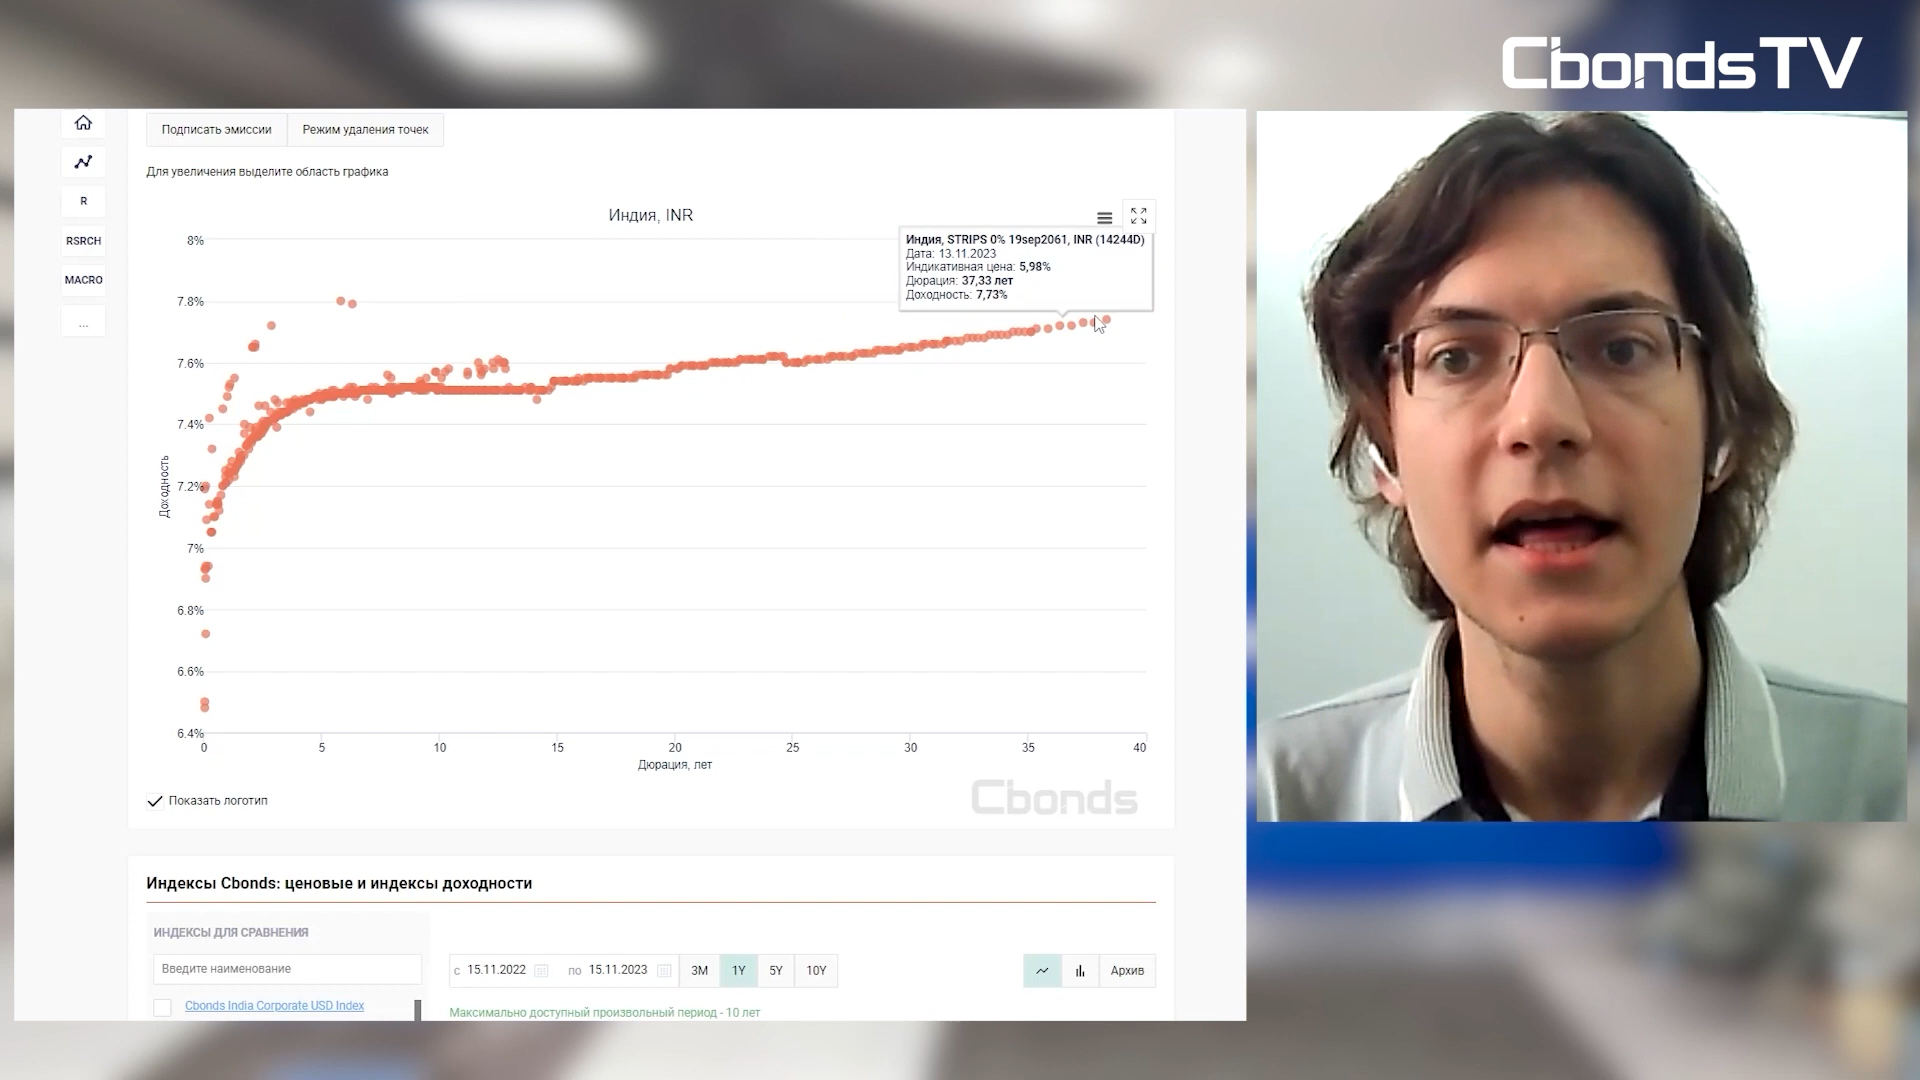 CbondsTV
Подписать эмиссии
Режим удаления точек
Для увеличения выделите область графика
R
RSRCH
MACRO
...
Индия, INR
Индия, STRIPS 0% 19sep2061, INR (14244D)
Дата: 13.11.2023
Индикативная цена: 5,98%
Дюрация: 37,33 лет
Доходность: 7,73%
8%
7.8%
7.6%
7.4%
7.2%
7%
6.8%
6.6%
6.4%
Доходность
0 5 10 15 20 25 30 35 40
Дюрация, лет
Показать логотип
Cbonds
Индексы Cbonds: ценовые и индексы доходности
ИНДЕКСЫ ДЛЯ СРАВНЕНИЯ
Введите наименование
Cbonds India Corporate USD Index
с 15.11.2022 по 15.11.2023 3M 1Y 5Y 10Y
Архив
Максимально доступный произвольный период - 10 лет